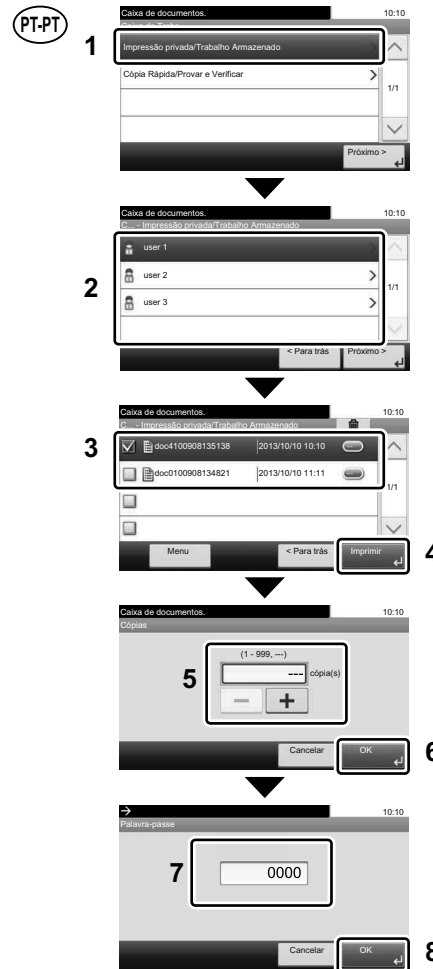 PT-PT
Caixa de documentos. 10:10
1
Impressão privada/Trabalho Armazenado
Cópia Rápida/Provar e Verificar
1/1
Próximo >
Caixa de documentos. 10:10
C... - Impressão privada/Trabalho Armazenado
2
user 1
user 2
user 3
1/1
< Para trás Próximo >
Caixa de documentos. 10:10
C... - Impressão privada/Trabalho Armazenado
3
doc4100908135138 2013/10/10 10:10 ...
doc0100908134821 2013/10/10 11:11 ...
1/1
Menu < Para trás Imprimir 4
Caixa de documentos. 10:10
Cópias
(1 - 999, ---)
5 --- cópia(s)
− +
Cancelar OK 6
→ 10:10
Palavra-passe
7 0000
Cancelar OK 8